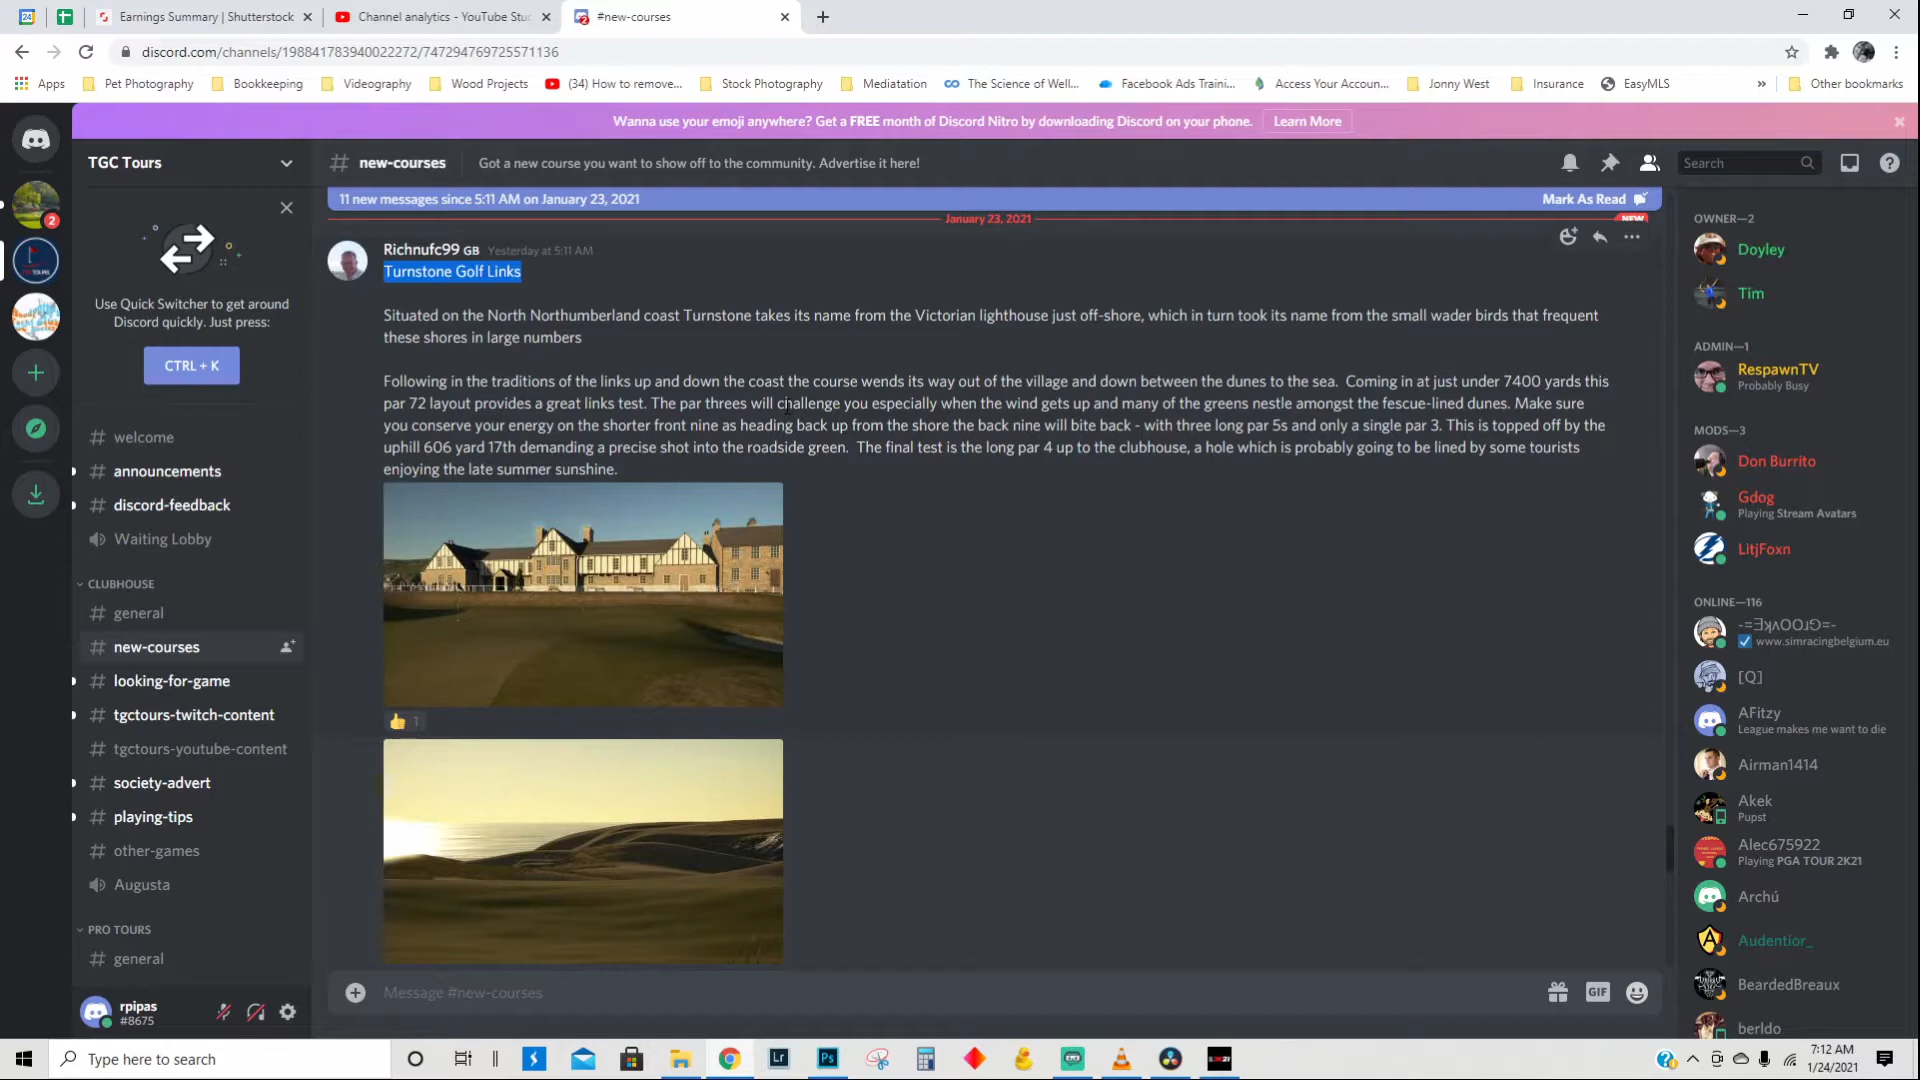 Earnings Summary | Shutterstock
Channel analytics - YouTube Stu
#new-courses
discord.com/channels/198841783940022272/747294769725571136
Apps
Pet Photography
Bookkeeping
Videography
Wood Projects
(34) How to remove...
Stock Photography
Mediatation
The Science of Well...
Facebook Ads Traini...
Access Your Accoun...
Jonny West
Insurance
EasyMLS
»
Other bookmarks
Wanna use your emoji anywhere? Get a FREE month of Discord Nitro by downloading Discord on your phone.
Learn More
TGC Tours
# new-courses
Got a new course you want to show off to the community. Advertise it here!
Search
11 new messages since 5:11 AM on January 23, 2021
Mark As Read
January 23, 2021
NEW
Use Quick Switcher to get around
Discord quickly. Just press:
CTRL + K
# welcome
# announcements
# discord-feedback
Waiting Lobby
CLUBHOUSE
# general
# new-courses
# looking-for-game
# tgctours-twitch-content
# tgctours-youtube-content
# society-advert
# playing-tips
# other-games
Augusta
PRO TOURS
# general
rpipas
#8675
2
Richnufc99 GB Yesterday at 5:11 AM
Turnstone Golf Links
Situated on the North Northumberland coast Turnstone takes its name from the Victorian lighthouse just off-shore, which in turn took its name from the small wader birds that frequent
these shores in large numbers
Following in the traditions of the links up and down the coast the course wends its way out of the village and down between the dunes to the sea. Coming in at just under 7400 yards this
par 72 layout provides a great links test. The par threes will challenge you especially when the wind gets up and many of the greens nestle amongst the fescue-lined dunes. Make sure
you conserve your energy on the shorter front nine as heading back up from the shore the back nine will bite back - with three long par 5s and only a single par 3. This is topped off by the
uphill 606 yard 17th demanding a precise shot into the roadside green. The final test is the long par 4 up to the clubhouse, a hole which is probably going to be lined by some tourists
enjoying the late summer sunshine.
1
Message #new-courses
GIF
OWNER—2
Doyley
Tim
ADMIN—1
RespawnTV
Probably Busy
MODS—3
Don Burrito
Gdog
Playing Stream Avatars
LitjFoxn
ONLINE—116
www.simracingbelgium.eu
[Q]
AFitzy
League makes me want to die
Airman1414
Akek
Pupst
Alec675922
Playing PGA TOUR 2K21
Archú
Audentior_
BeardedBreaux
berldo
Type here to search
Lr
Ps
7:12 AM
1/24/2021